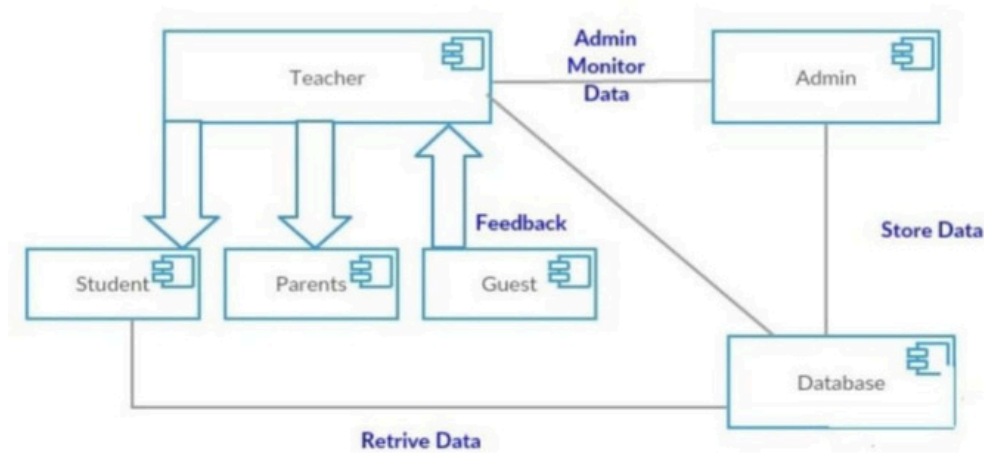 Teacher
Admin
Monitor
Data
Admin
Feedback
Store Data
Student
Parents
Guest
Database
Retrive Data